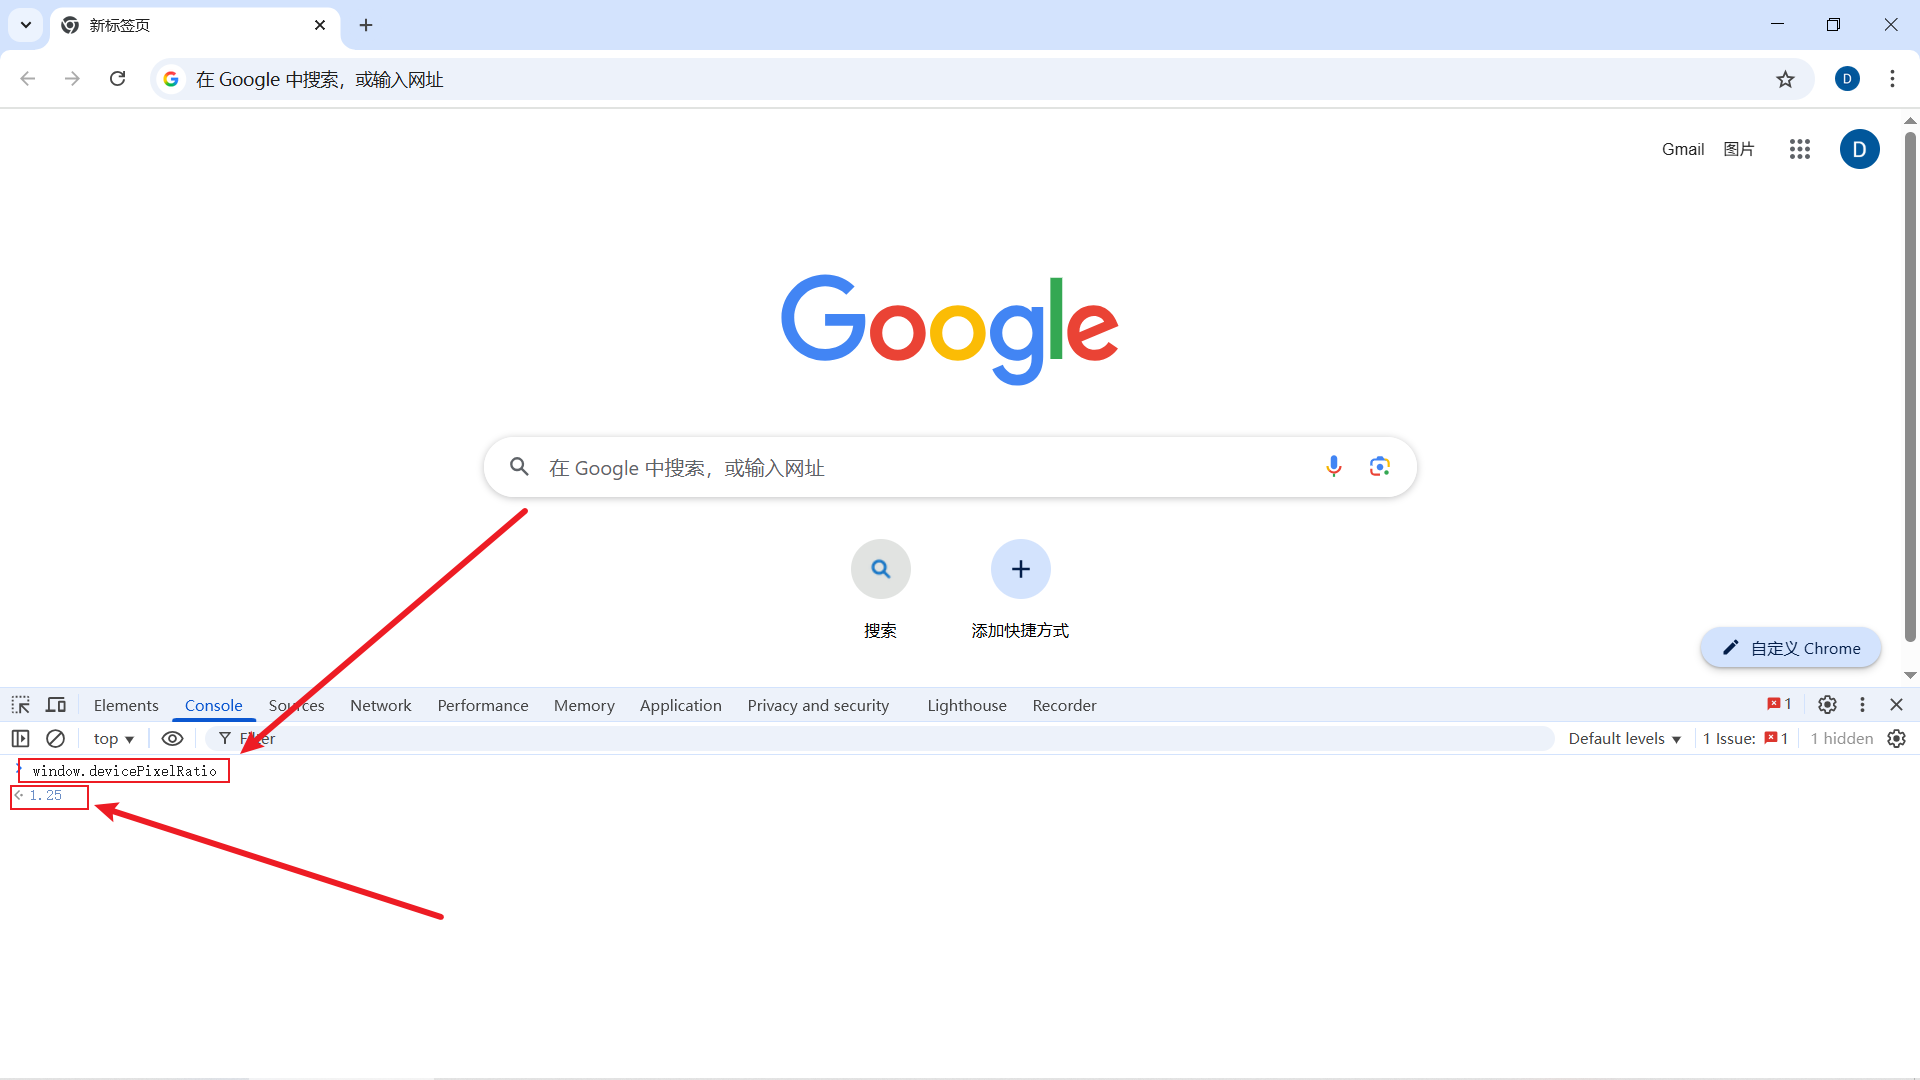 新标签页
在 Google 中搜索，或输入网址
D
Gmail 图片 D
Google
在 Google 中搜索，或输入网址
搜索 添加快捷方式
自定义 Chrome
Elements Console Sources Network Performance Memory Application Privacy and security Lighthouse Recorder 1
top Filter Default levels 1 Issue: 1 1 hidden
window.devicePixelRatio
1.25